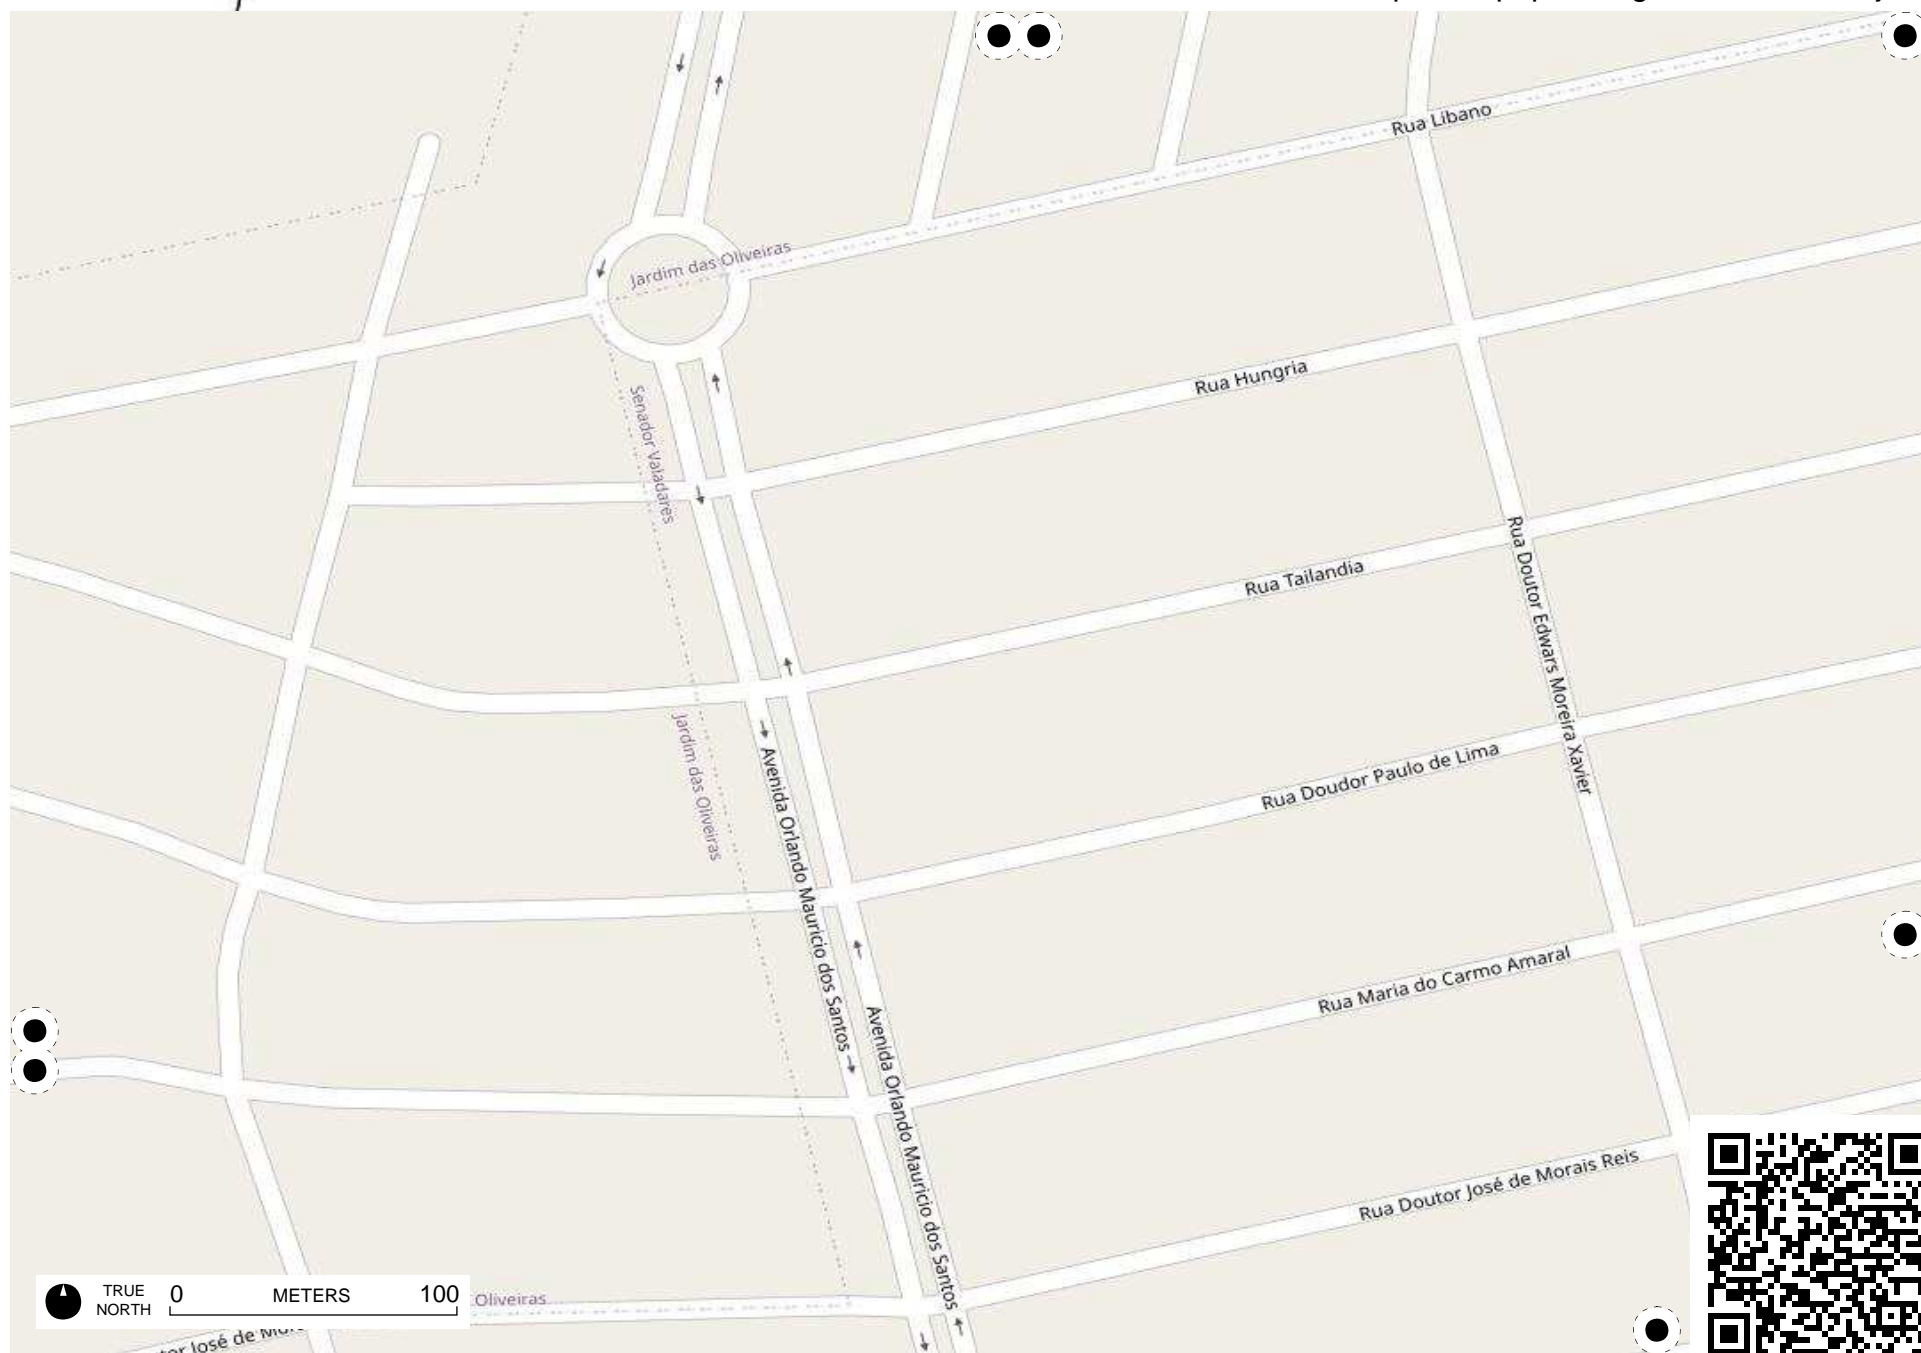 Rua Líbano
Jardim das Oliveiras
Rua Hungria
Senador Valadares
Rua Tailandia
Rua Doutor Edwars Moreira Xavier
Jardim das Oliveiras
Rua Doudor Paulo de Lima
Avenida Orlando Mauricio dos Santos
Rua Maria do Carmo Amaral
Avenida Orlando Mauricio dos Santos
Rua Doutor José de Morais Reis
TRUE
NORTH
0 METERS 100
Oliveiras
José de